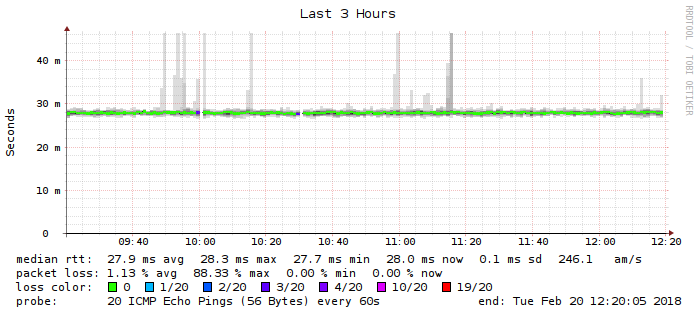 Last 3 Hours
RRDTOOL / TOBI OETIKER
Seconds
40 m
30 m
20 m
10 m
0
09:40 10:00 10:20 10:40 11:00 11:20 11:40 12:00 12:20
median rtt: 27.9 ms avg 28.3 ms max 27.7 ms min 28.0 ms now 0.1 ms sd 246.1 am/s
packet loss: 1.13 % avg 88.33 % max 0.00 % min 0.00 % now
loss color: 0 1/20 2/20 3/20 4/20 10/20 19/20
probe: 20 ICMP Echo Pings (56 Bytes) every 60s end: Tue Feb 20 12:20:05 2018